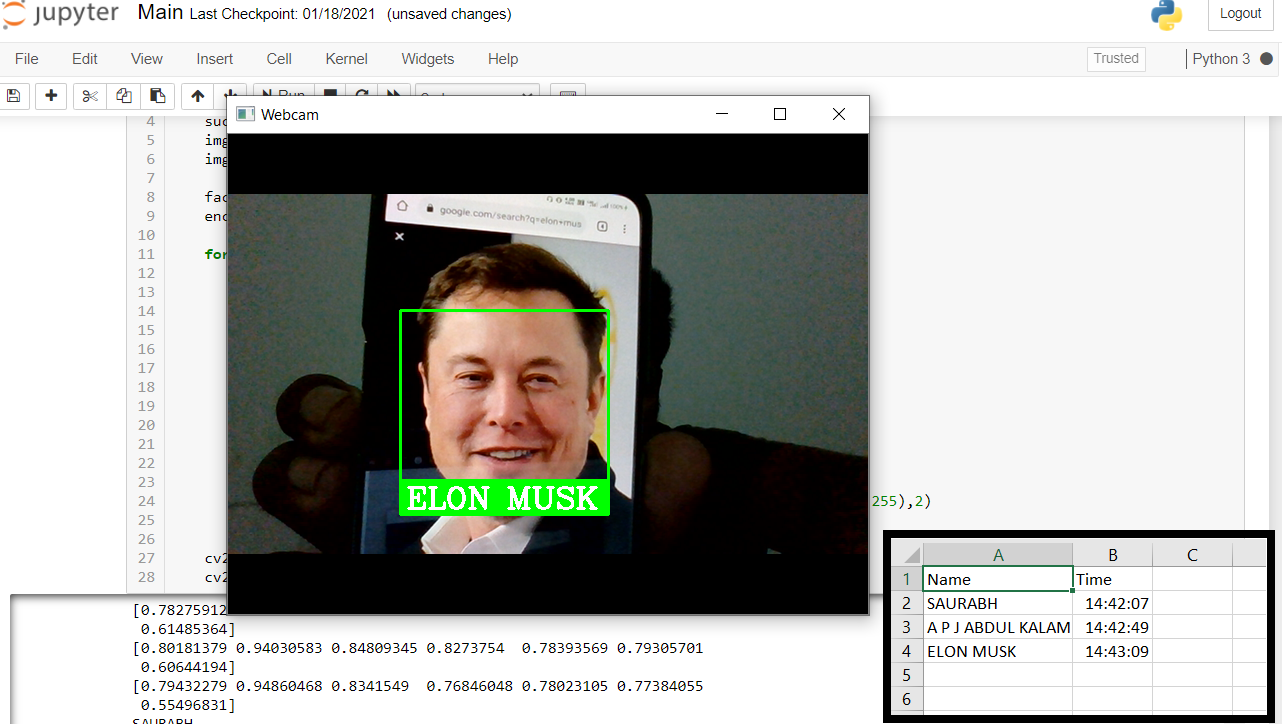 jupyter Main Last Checkpoint: 01/18/2021 (unsaved changes)
Logout
File Edit View Insert Cell Kernel Widgets Help
Trusted
Python 3
Run
Webcam
4 suc
5 img
6 img
7
8 fac
9 enc
10
11 for
12
13
14
15
16
17
18
19
20
21
22
23
24 255),2)
25
26
27 cv2
28 cv2
google.com/search?q=elon+mus
ELON MUSK
[0.78275912
0.61485364]
[0.80181379 0.94030583 0.84809345 0.8273754 0.78393569 0.79305701
0.60644194]
[0.79432279 0.94860468 0.8341549 0.76846048 0.78023105 0.77384055
0.55496831]
SAURABH
A B C
1 Name Time
2 SAURABH 14:42:07
3 A P J ABDUL KALAM 14:42:49
4 ELON MUSK 14:43:09
5
6